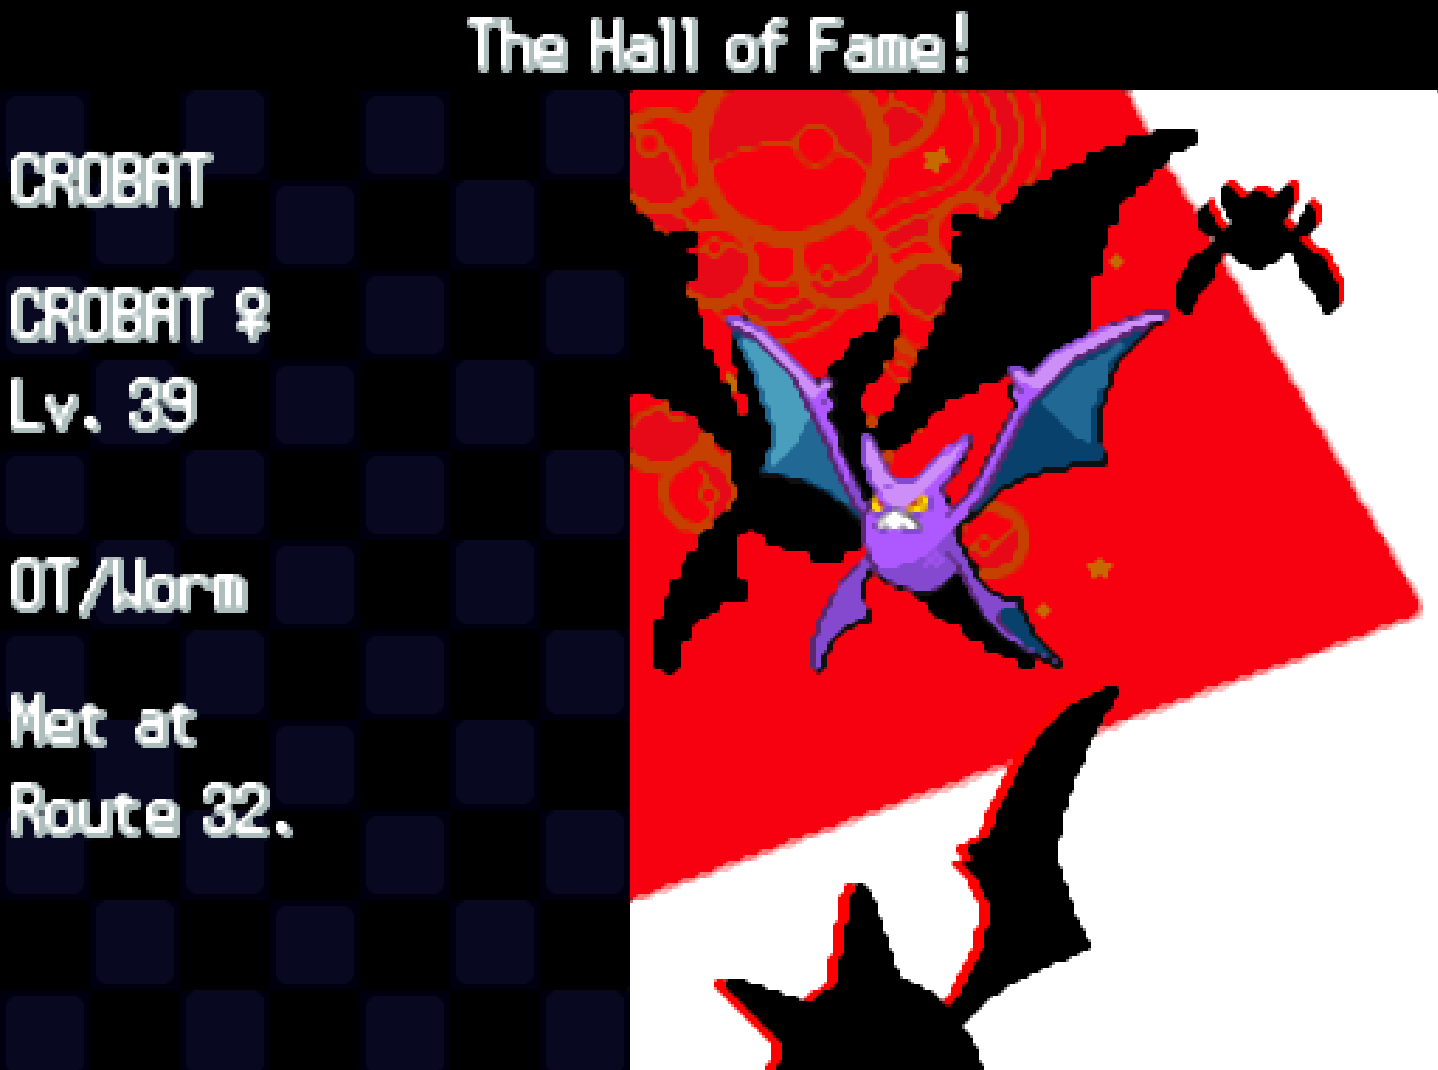 The Hall of Fame!
CROBAT
CROBAT ♀
Lv. 39
OT/Worm
Met at
Route 32.